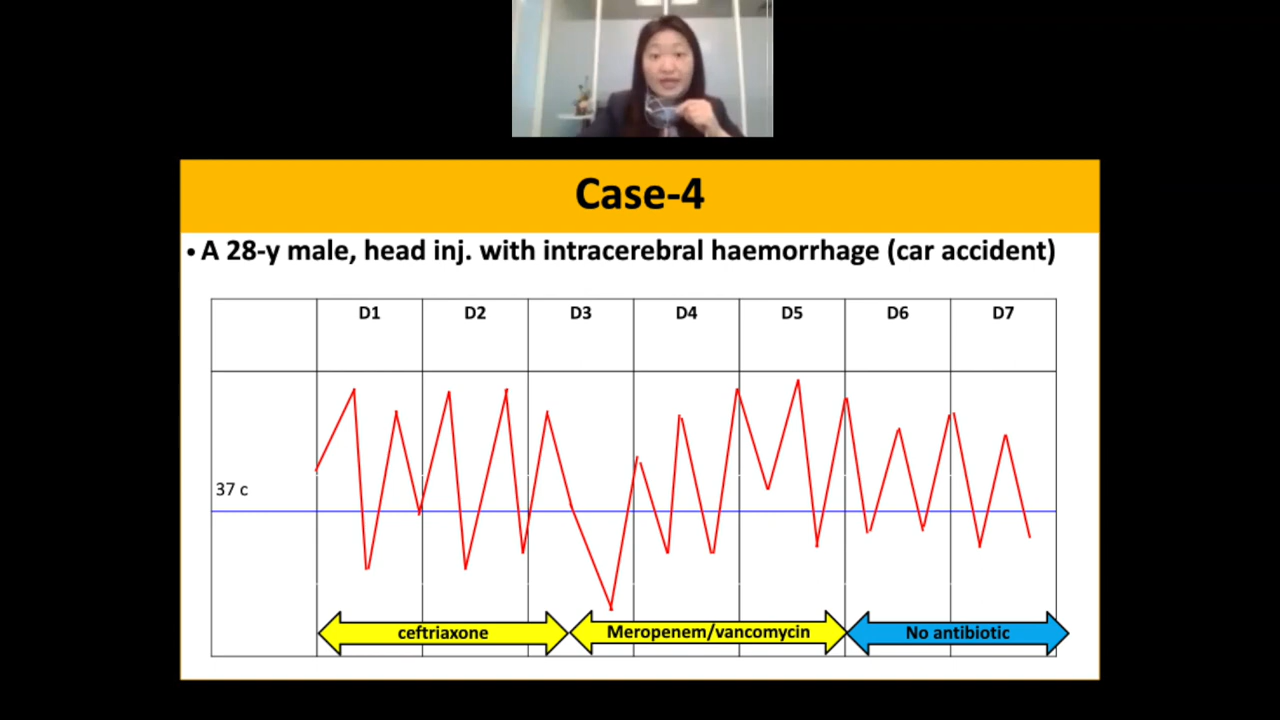 Case-4
• A 28-y male, head inj. with intracerebral haemorrhage (car accident)
D1 D2 D3 D4 D5 D6 D7
37 c
ceftriaxone Meropenem/vancomycin No antibiotic